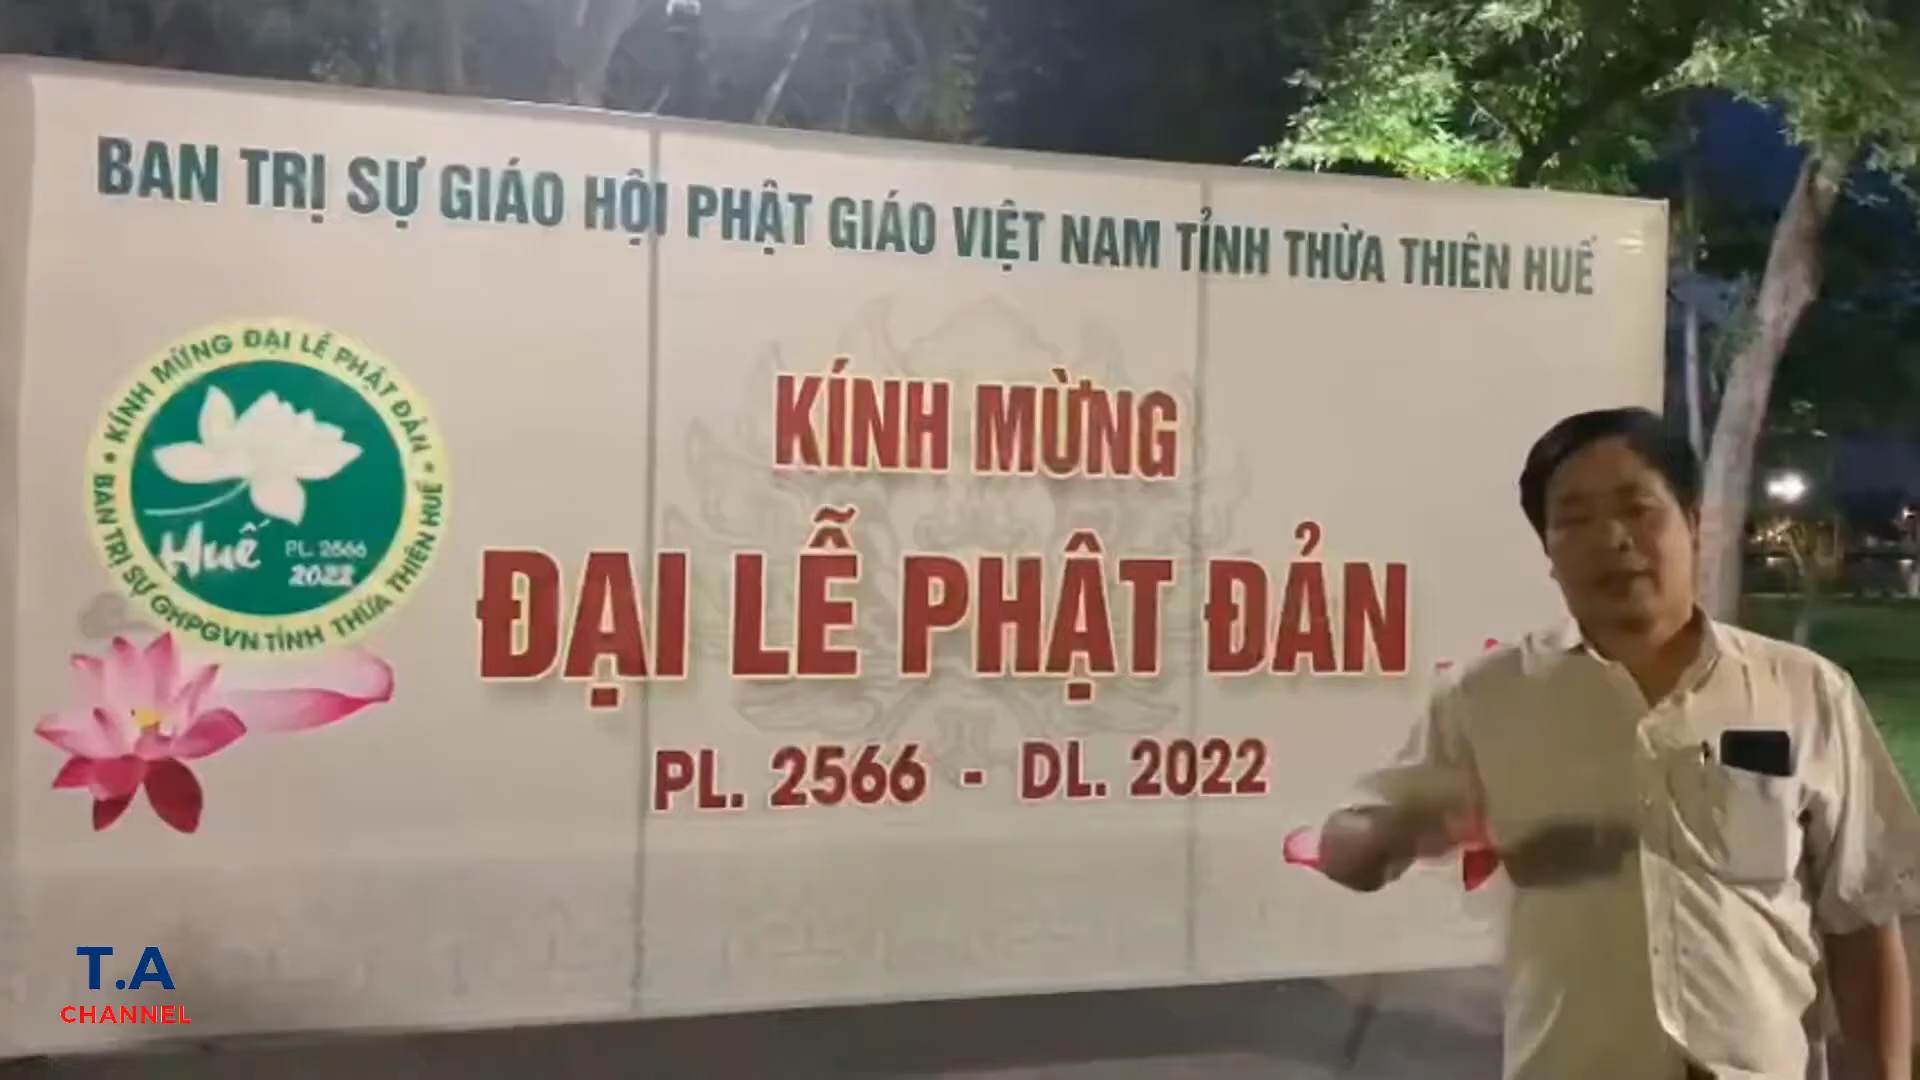 BAN TRỊ SỰ GIÁO HỘI PHẬT GIÁO VIỆT NAM TỈNH THỪA THIÊN HUẾ
• KÍNH MỪNG ĐẠI LỄ PHẬT ĐẢN •
BAN TRỊ SỰ GHPGVN TỈNH THỪA THIÊN HUẾ
Huế PL. 2566
2022
KÍNH MỪNG
ĐẠI LỄ PHẬT ĐẢN
PL. 2566 - DL. 2022
T.A
CHANNEL